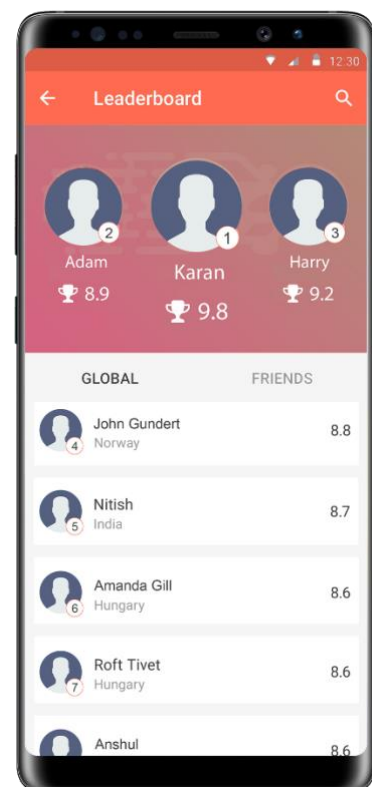 12:30
Leaderboard
2
1
3
Adam
Karan
Harry
8.9
9.8
9.2
GLOBAL FRIENDS
John Gundert
8.8
4
Norway
Nitish
8.7
5
India
Amanda Gill
8.6
6
Hungary
Roft Tivet
8.6
7
Hungary
Anshul
8.6